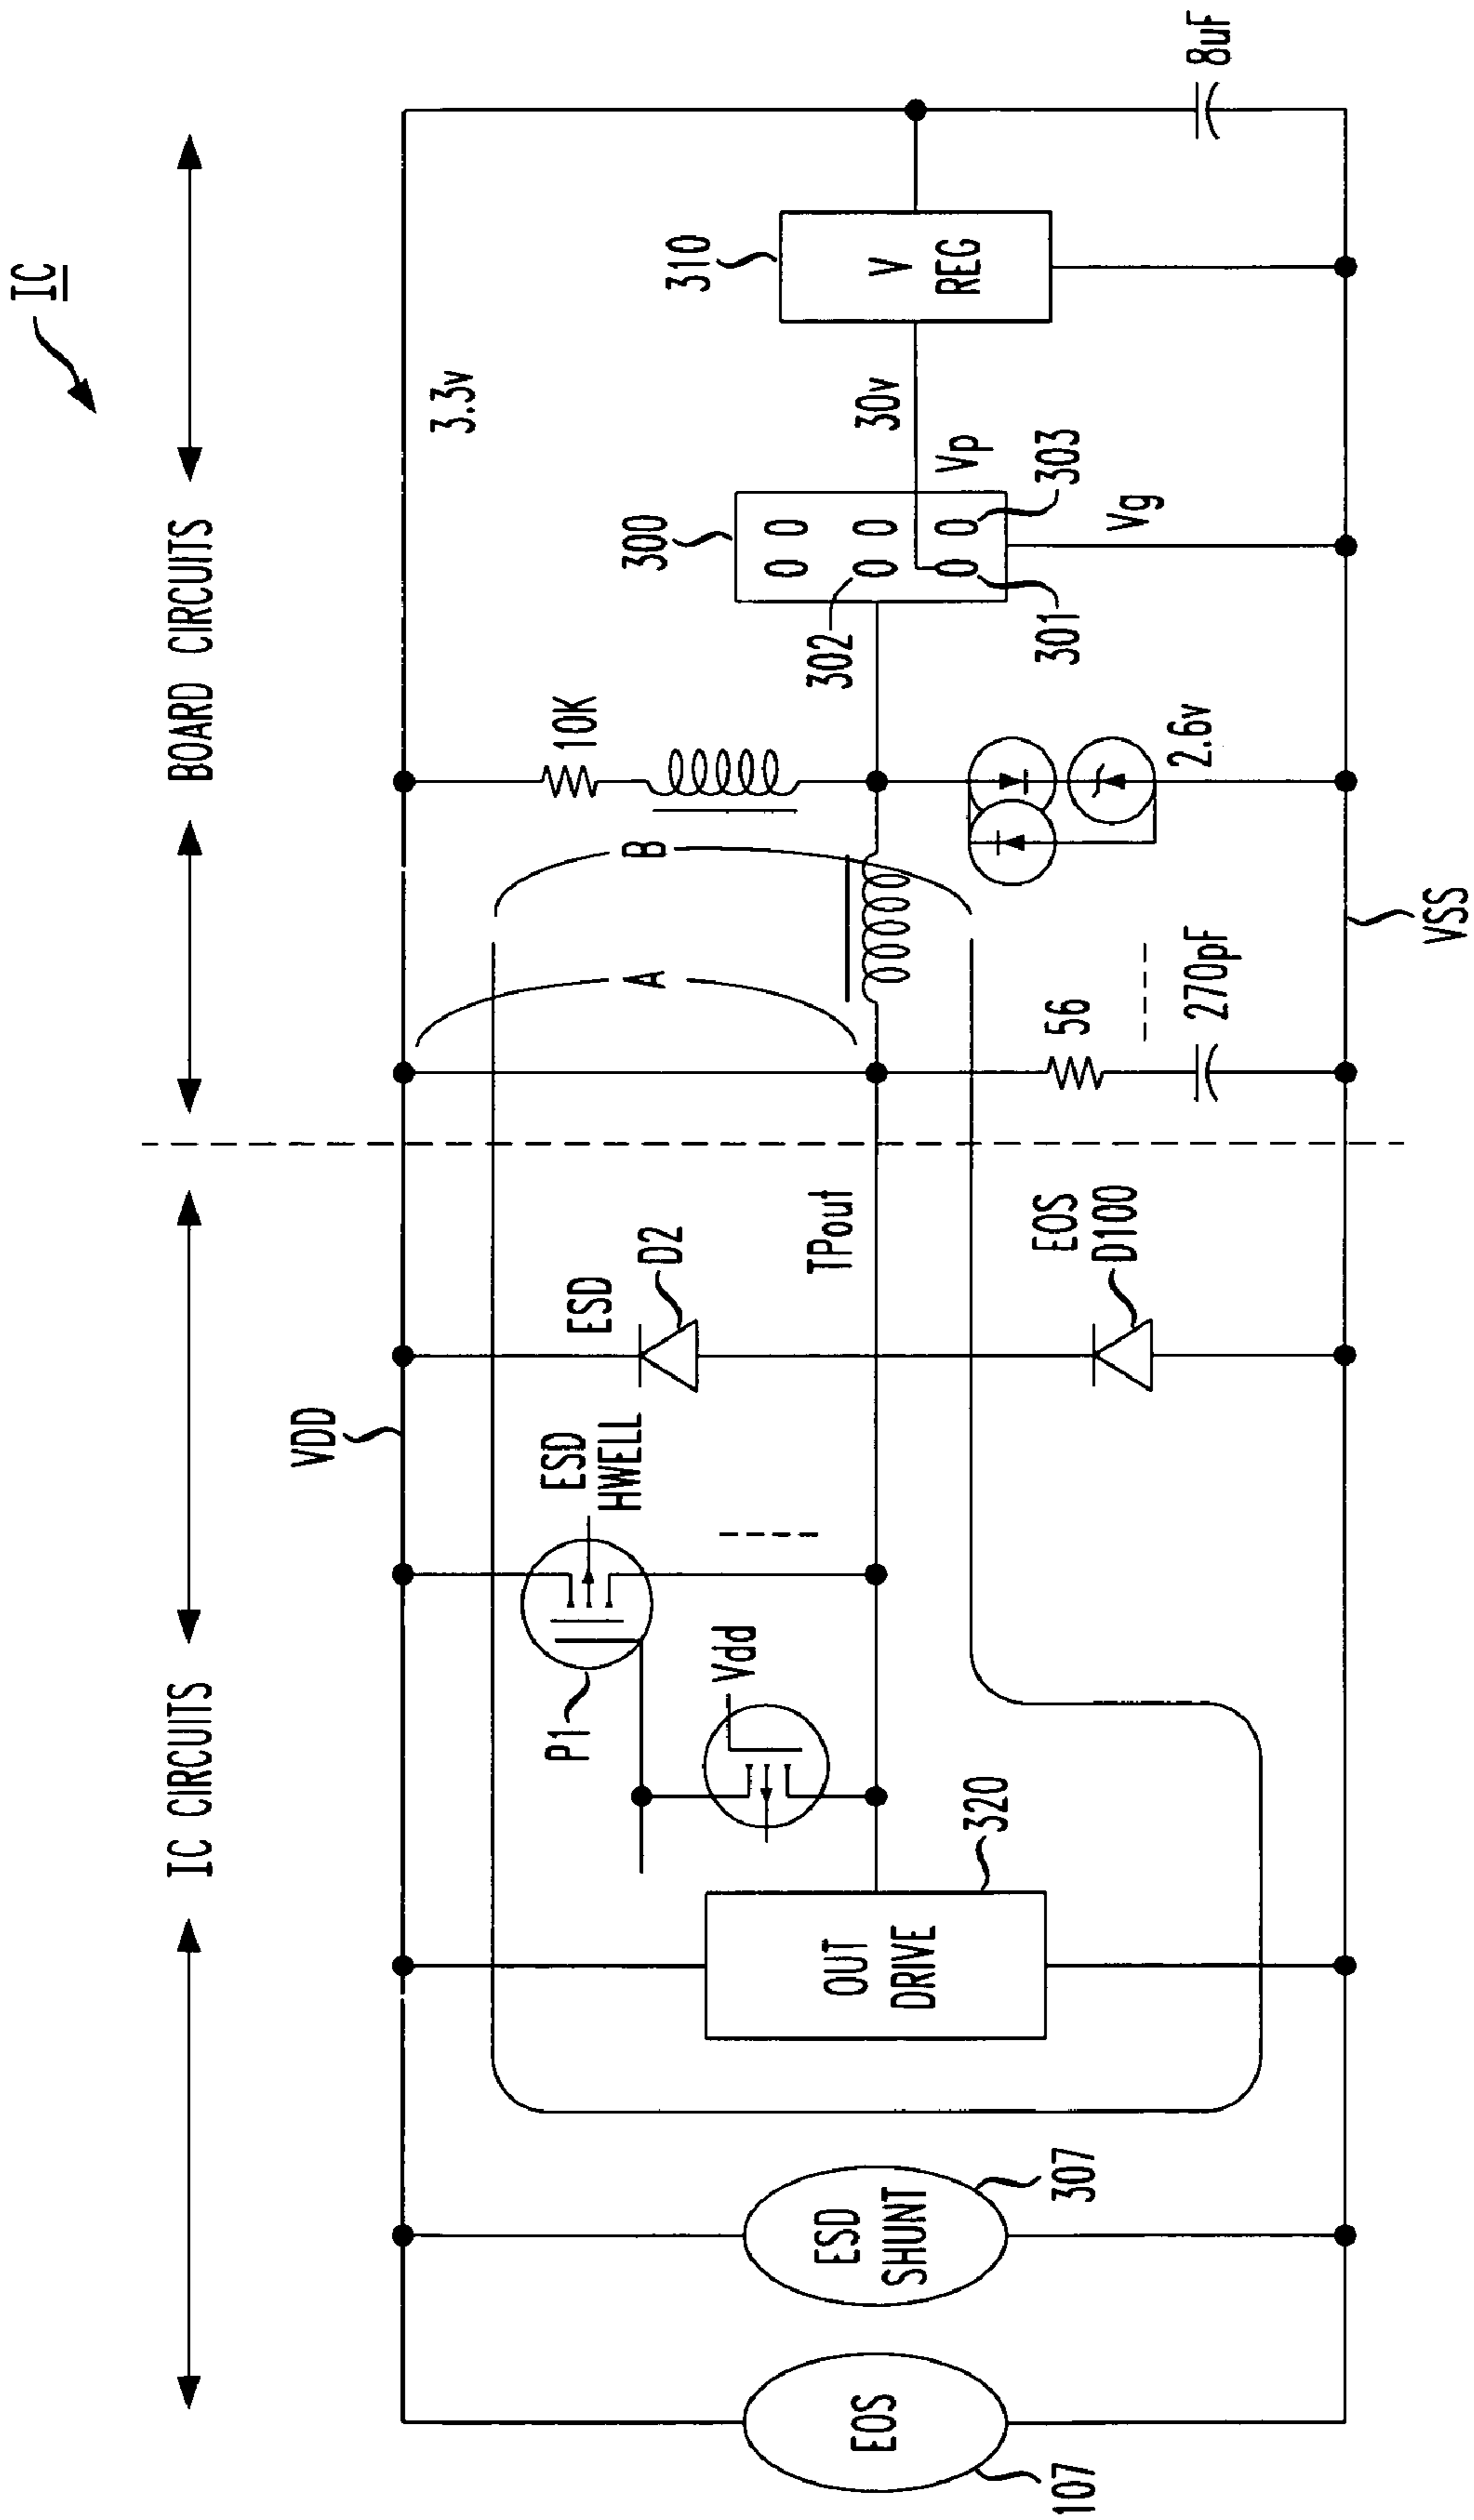 IC
IC CIRCUITS
BOARD CIRCUITS
VDD
3.3v
ESD
HWELL
P1
Vdd
ESD
D2
TPout
EOS
D100
A
B
10K
56
270pF
2.6v
300
302
301
303
Vp
Vg
30v
310
V
REG
8uF
OUT
DRIVE
320
ESD
SHUNT
307
EOS
107
VSS